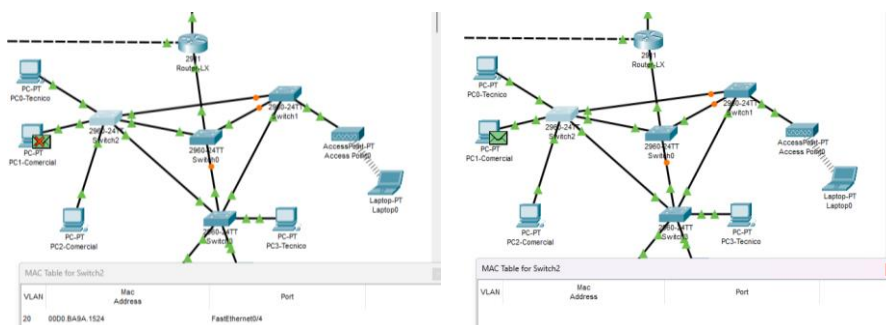 2911
Router-LX
PC-PT
PC0-Tecnico
2960-24TT
Switch1
2960-24TT
Switch2
PC-PT
PC1-Comercial
2960-24TT
Switch0
AccessPoint-PT
Access Point0
Laptop-PT
Laptop0
PC-PT
PC2-Comercial
2960-24TT
PC-PT
PC3-Tecnico
MAC Table for Switch2
VLAN
Mac
Address
Port
20 00D0.BA9A.1524 FastEthernet0/4
2911
Router-LX
PC-PT
PC0-Tecnico
2960-24TT
Switch1
2960-24TT
Switch2
PC-PT
PC1-Comercial
2960-24TT
Switch0
AccessPoint-PT
Access Point0
Laptop-PT
Laptop0
PC-PT
PC2-Comercial
2960-24TT
PC-PT
PC3-Tecnico
MAC Table for Switch2
VLAN
Mac
Address
Port